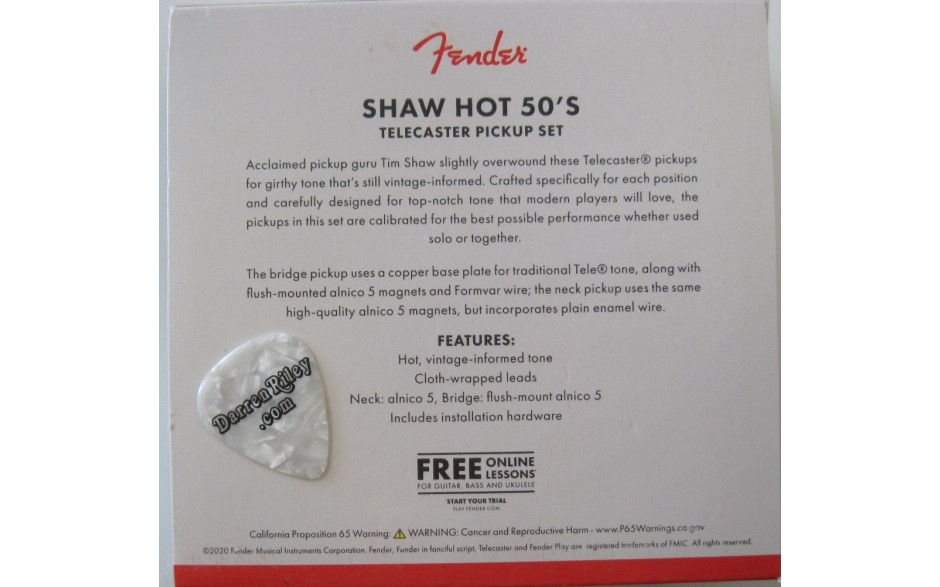 Fender
SHAW HOT 50'S
TELECASTER PICKUP SET
Acclaimed pickup guru Tim Shaw slightly overwound these Telecaster® pickups
for girthy tone that's still vintage-informed. Crafted specifically for each position
and carefully designed for top-notch tone that modern players will love, the
pickups in this set are calibrated for the best possible performance whether used
solo or together.
The bridge pickup uses a copper base plate for traditional Tele® tone, along with
flush-mounted alnico 5 magnets and Formvar wire; the neck pickup uses the same
high-quality alnico 5 magnets, but incorporates plain enamel wire.
FEATURES:
Hot, vintage-informed tone
Cloth-wrapped leads
Neck: alnico 5, Bridge: flush-mount alnico 5
Includes installation hardware
DarrenRiley
.com
FREE ONLINE LESSONS*
FOR GUITAR, BASS AND UKULELE
*START YOUR TRIAL
PLAY.FENDER.COM
California Proposition 65 Warning: ⚠ WARNING: Cancer and Reproductive Harm - www.P65Warnings.ca.gov
©2020 Fender Musical Instruments Corporation. Fender, Fender in fanciful script, Telecaster and Fender Play are registered trademarks of FMIC. All rights reserved.